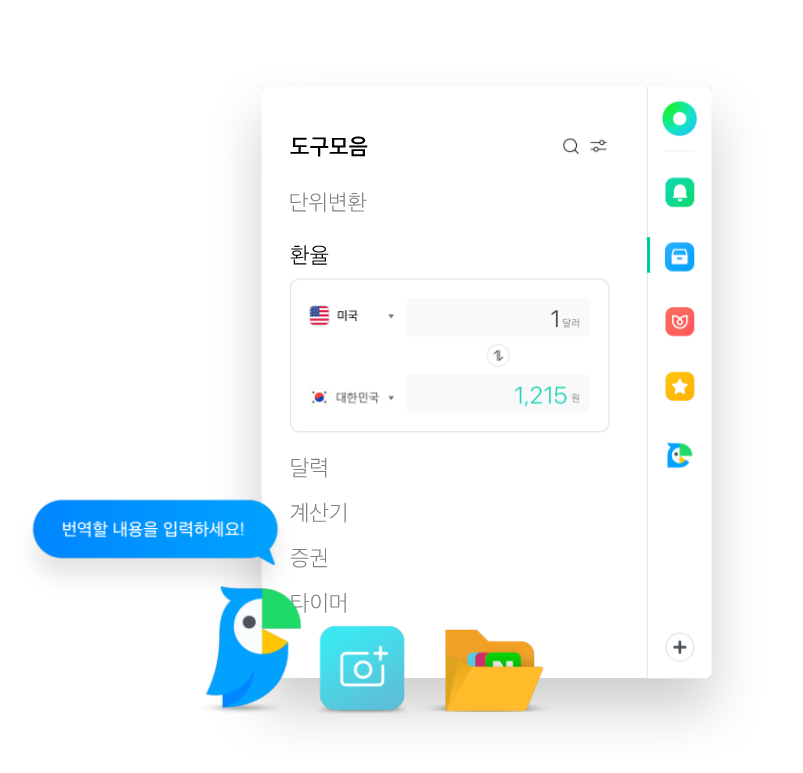 도구모음
단위변환
환율
미국 1 달러
대한민국 1,215 원
달력
계산기
증권
타이머
번역할 내용을 입력하세요!
N